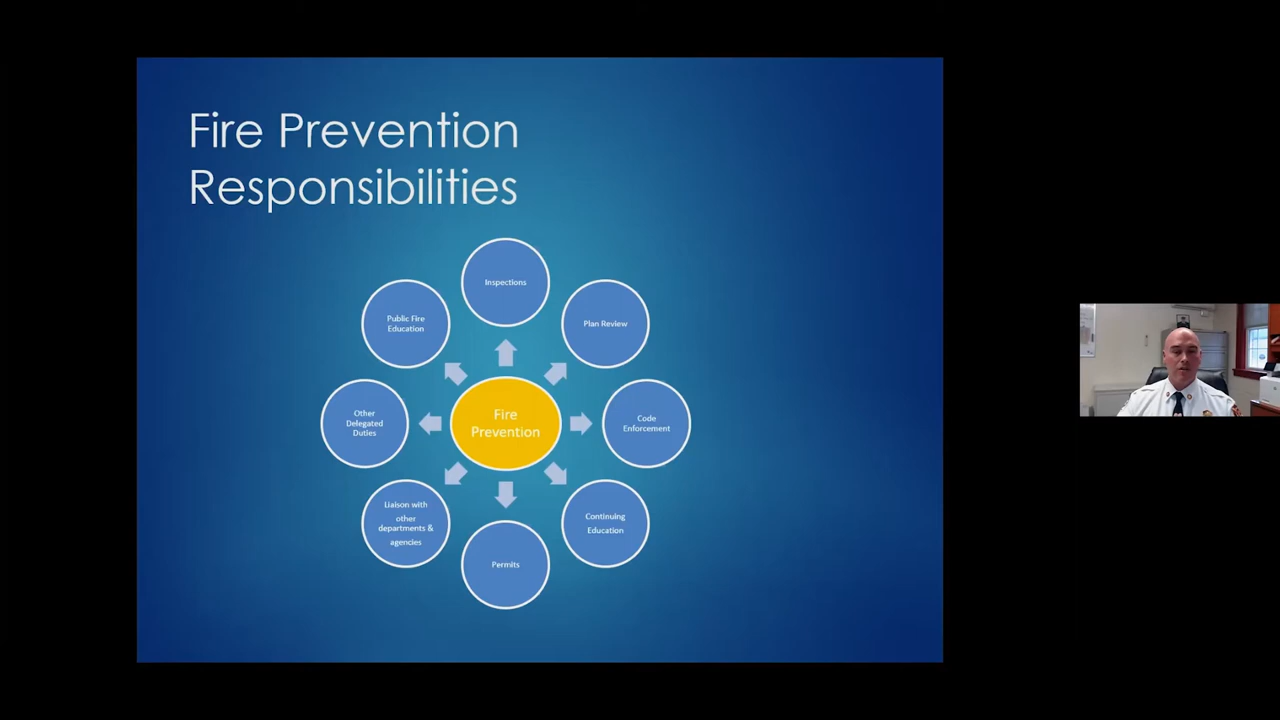 Fire Prevention
Responsibilities
Inspections
Plan Review
Code
Enforcement
Continuing
Education
Permits
Liaison with
other
departments &
agencies
Other
Delegated
Duties
Public Fire
Education
Fire
Prevention